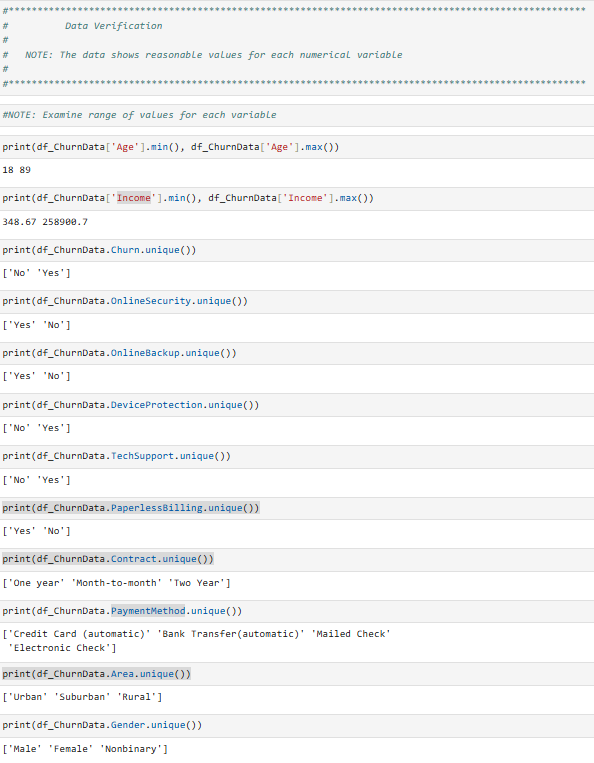 #****************************************************************************************************
# Data Verification
#
# NOTE: The data shows reasonable values for each numerical variable
#
#****************************************************************************************************
#NOTE: Examine range of values for each variable
print(df_ChurnData['Age'].min(), df_ChurnData['Age'].max())
18 89
print(df_ChurnData['Income'].min(), df_ChurnData['Income'].max())
348.67 258900.7
print(df_ChurnData.Churn.unique())
['No' 'Yes']
print(df_ChurnData.OnlineSecurity.unique())
['Yes' 'No']
print(df_ChurnData.OnlineBackup.unique())
['Yes' 'No']
print(df_ChurnData.DeviceProtection.unique())
['No' 'Yes']
print(df_ChurnData.TechSupport.unique())
['No' 'Yes']
print(df_ChurnData.PaperlessBilling.unique())
['Yes' 'No']
print(df_ChurnData.Contract.unique())
['One year' 'Month-to-month' 'Two Year']
print(df_ChurnData.PaymentMethod.unique())
['Credit Card (automatic)' 'Bank Transfer(automatic)' 'Mailed Check'
 'Electronic Check']
print(df_ChurnData.Area.unique())
['Urban' 'Suburban' 'Rural']
print(df_ChurnData.Gender.unique())
['Male' 'Female' 'Nonbinary']